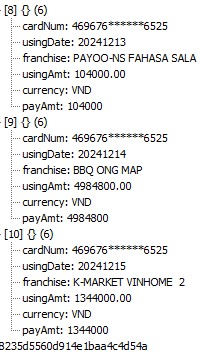 [8] {} (6)
cardNum: 469676******6525
usingDate: 20241213
franchise: PAYOO-NS FAHASA SALA
usingAmt: 104000.00
currency: VND
payAmt: 104000
[9] {} (6)
cardNum: 469676******6525
usingDate: 20241214
franchise: BBQ ONG MAP
usingAmt: 4984800.00
currency: VND
payAmt: 4984800
[10] {} (6)
cardNum: 469676******6525
usingDate: 20241215
franchise: K-MARKET VINHOME  2
usingAmt: 1344000.00
currency: VND
payAmt: 1344000
8235d5560d914e1baa4c4d54a